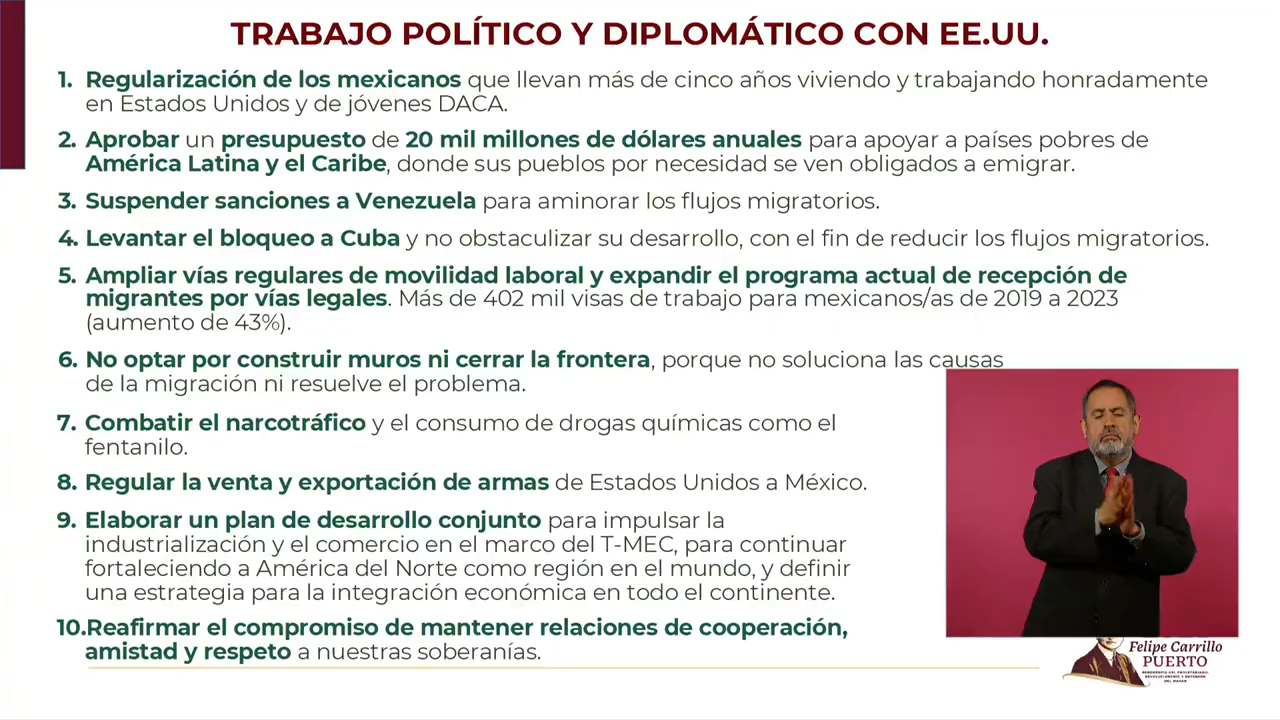 TRABAJO POLÍTICO Y DIPLOMÁTICO CON EE.UU.
1. Regularización de los mexicanos que llevan más de cinco años viviendo y trabajando honradamente
en Estados Unidos y de jóvenes DACA.
2. Aprobar un presupuesto de 20 mil millones de dólares anuales para apoyar a países pobres de
América Latina y el Caribe, donde sus pueblos por necesidad se ven obligados a emigrar.
3. Suspender sanciones a Venezuela para aminorar los flujos migratorios.
4. Levantar el bloqueo a Cuba y no obstaculizar su desarrollo, con el fin de reducir los flujos migratorios.
5. Ampliar vías regulares de movilidad laboral y expandir el programa actual de recepción de
migrantes por vías legales. Más de 402 mil visas de trabajo para mexicanos/as de 2019 a 2023
(aumento de 43%).
6. No optar por construir muros ni cerrar la frontera, porque no soluciona las causas
de la migración ni resuelve el problema.
7. Combatir el narcotráfico y el consumo de drogas químicas como el
fentanilo.
8. Regular la venta y exportación de armas de Estados Unidos a México.
9. Elaborar un plan de desarrollo conjunto para impulsar la
industrialización y el comercio en el marco del T-MEC, para continuar
fortaleciendo a América del Norte como región en el mundo, y definir
una estrategia para la integración económica en todo el continente.
10.Reafirmar el compromiso de mantener relaciones de cooperación,
amistad y respeto a nuestras soberanías.
Felipe Carrillo
PUERTO